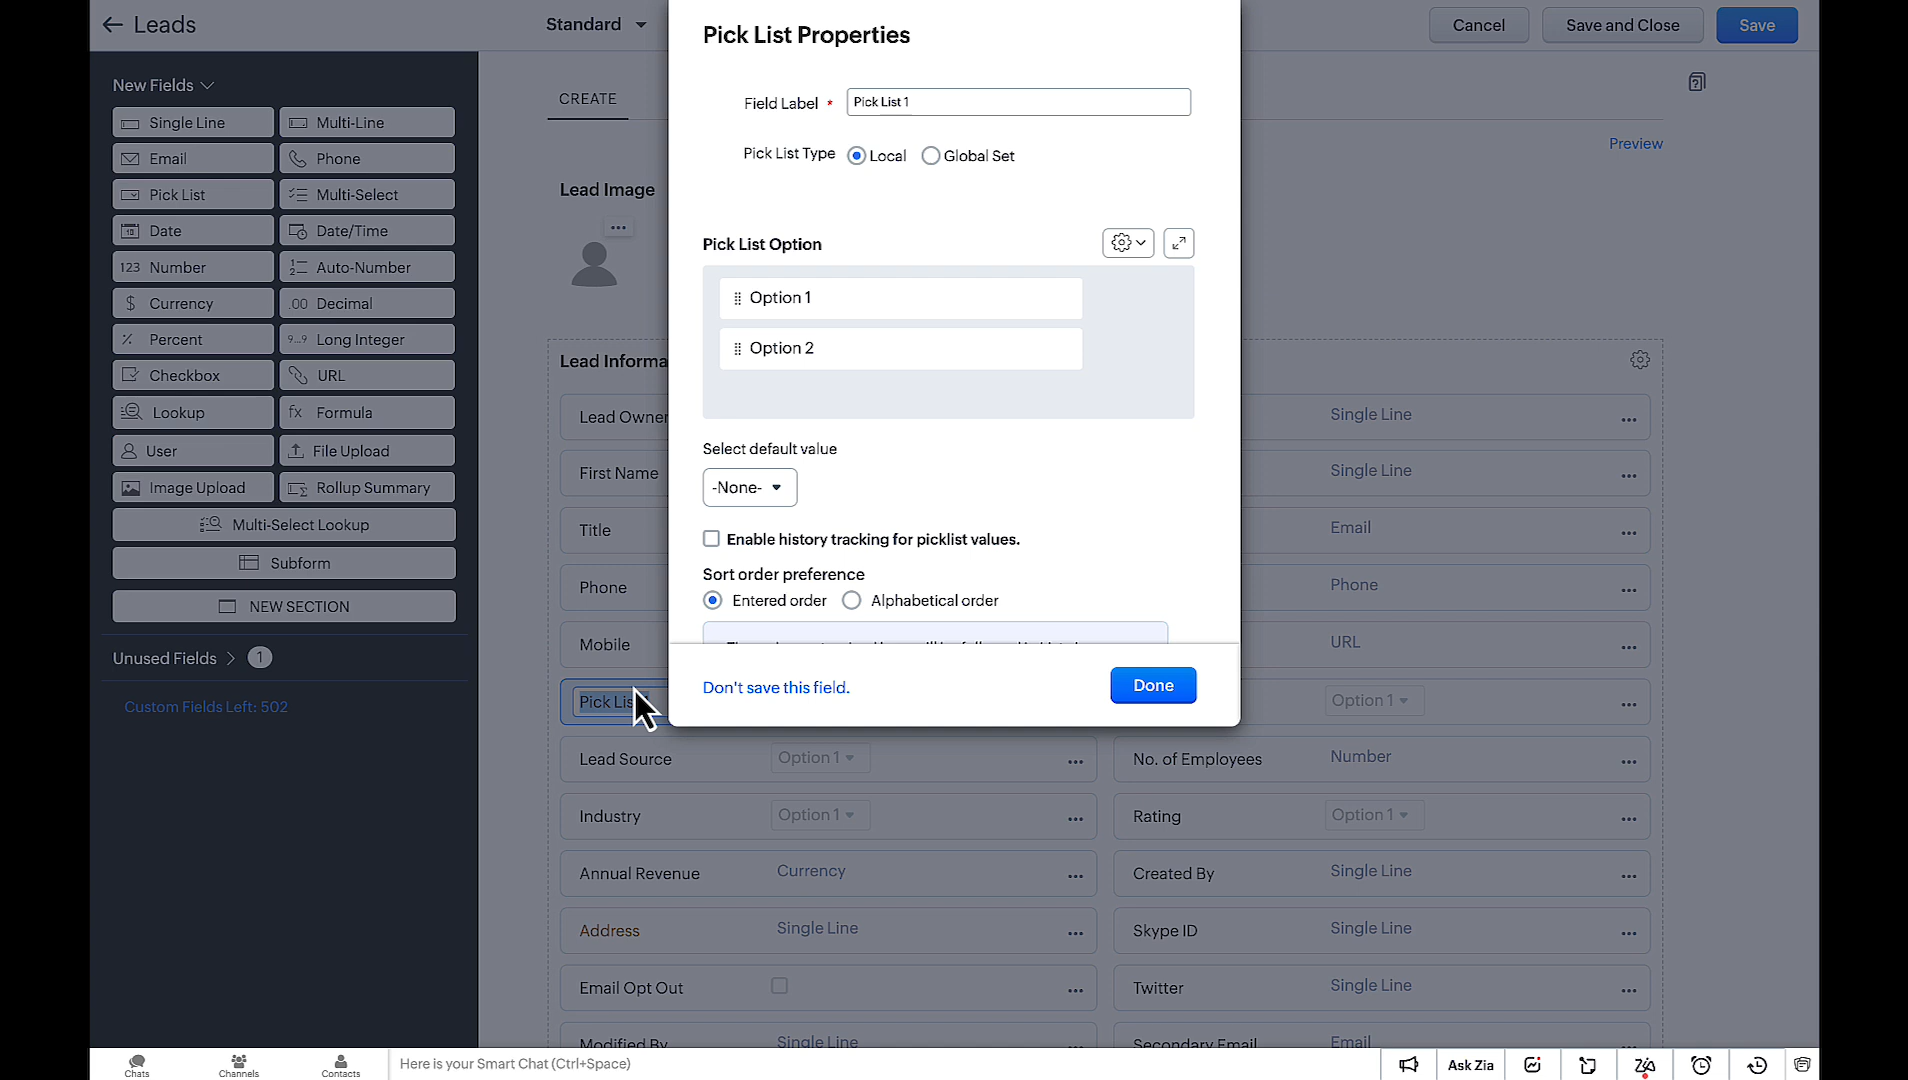 Leads
Standard
Cancel
Save and Close
Save
New Fields
Single Line
Multi-Line
Email
Phone
Pick List
Multi-Select
Date
Date/Time
123 Number
Auto-Number
$ Currency
.00 Decimal
% Percent
9...9 Long Integer
Checkbox
URL
Lookup
fx Formula
User
File Upload
Image Upload
Rollup Summary
Multi-Select Lookup
Subform
NEW SECTION
Unused Fields
1
Custom Fields Left: 502
CREATE
Preview
Lead Image
Pick List Properties
Field Label *
Pick List 1
Pick List Type
Local
Global Set
Pick List Option
Option 1
Option 2
Select default value
-None-
Enable history tracking for picklist values.
Sort order preference
Entered order
Alphabetical order
Don't save this field.
Done
Lead Owner
Single Line
First Name
Single Line
Title
Email
Phone
Phone
Mobile
URL
Pick
Option 1
Lead Source
Option 1
No. of Employees
Number
Industry
Option 1
Rating
Option 1
Annual Revenue
Currency
Created By
Single Line
Address
Single Line
Skype ID
Single Line
Email Opt Out
Twitter
Single Line
Modified By
Single Line
Secondary Email
Email
Chats
Channels
Contacts
Here is your Smart Chat (Ctrl+Space)
Ask Zia